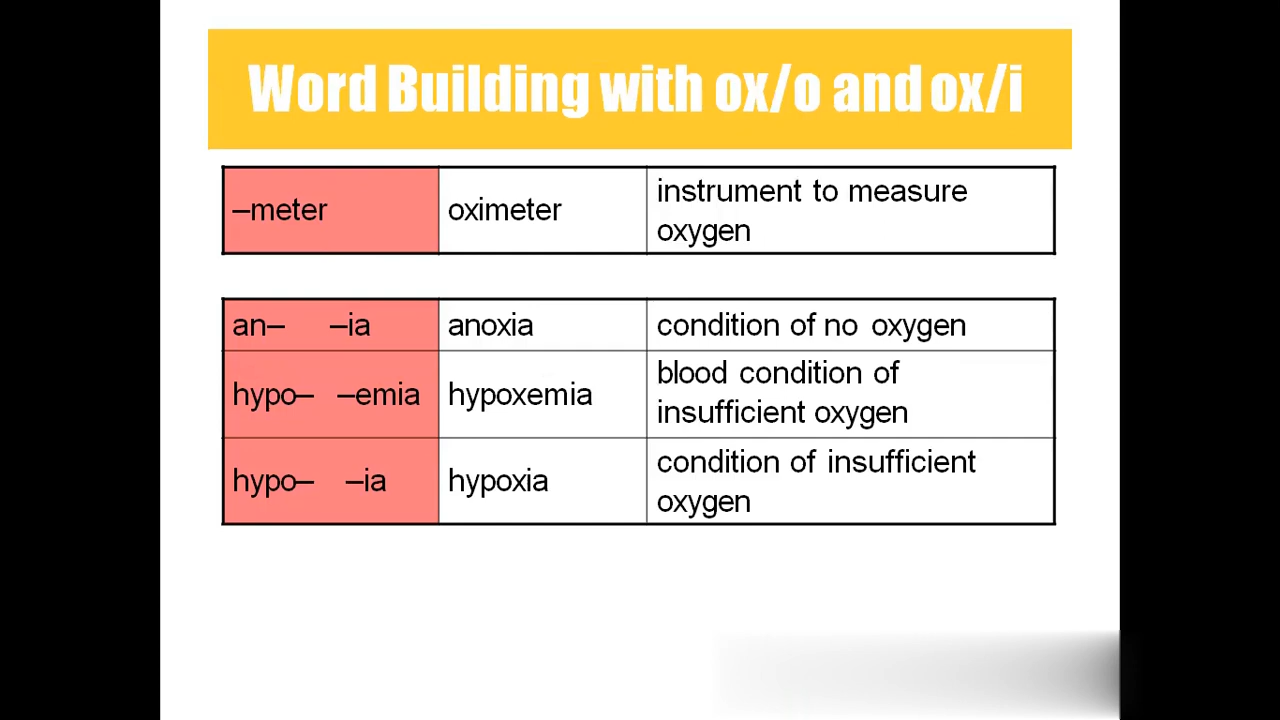 Word Building with ox/o and ox/i
–meter oximeter instrument to measure
oxygen
an– –ia anoxia condition of no oxygen
hypo– –emia hypoxemia blood condition of
insufficient oxygen
hypo– –ia hypoxia condition of insufficient
oxygen